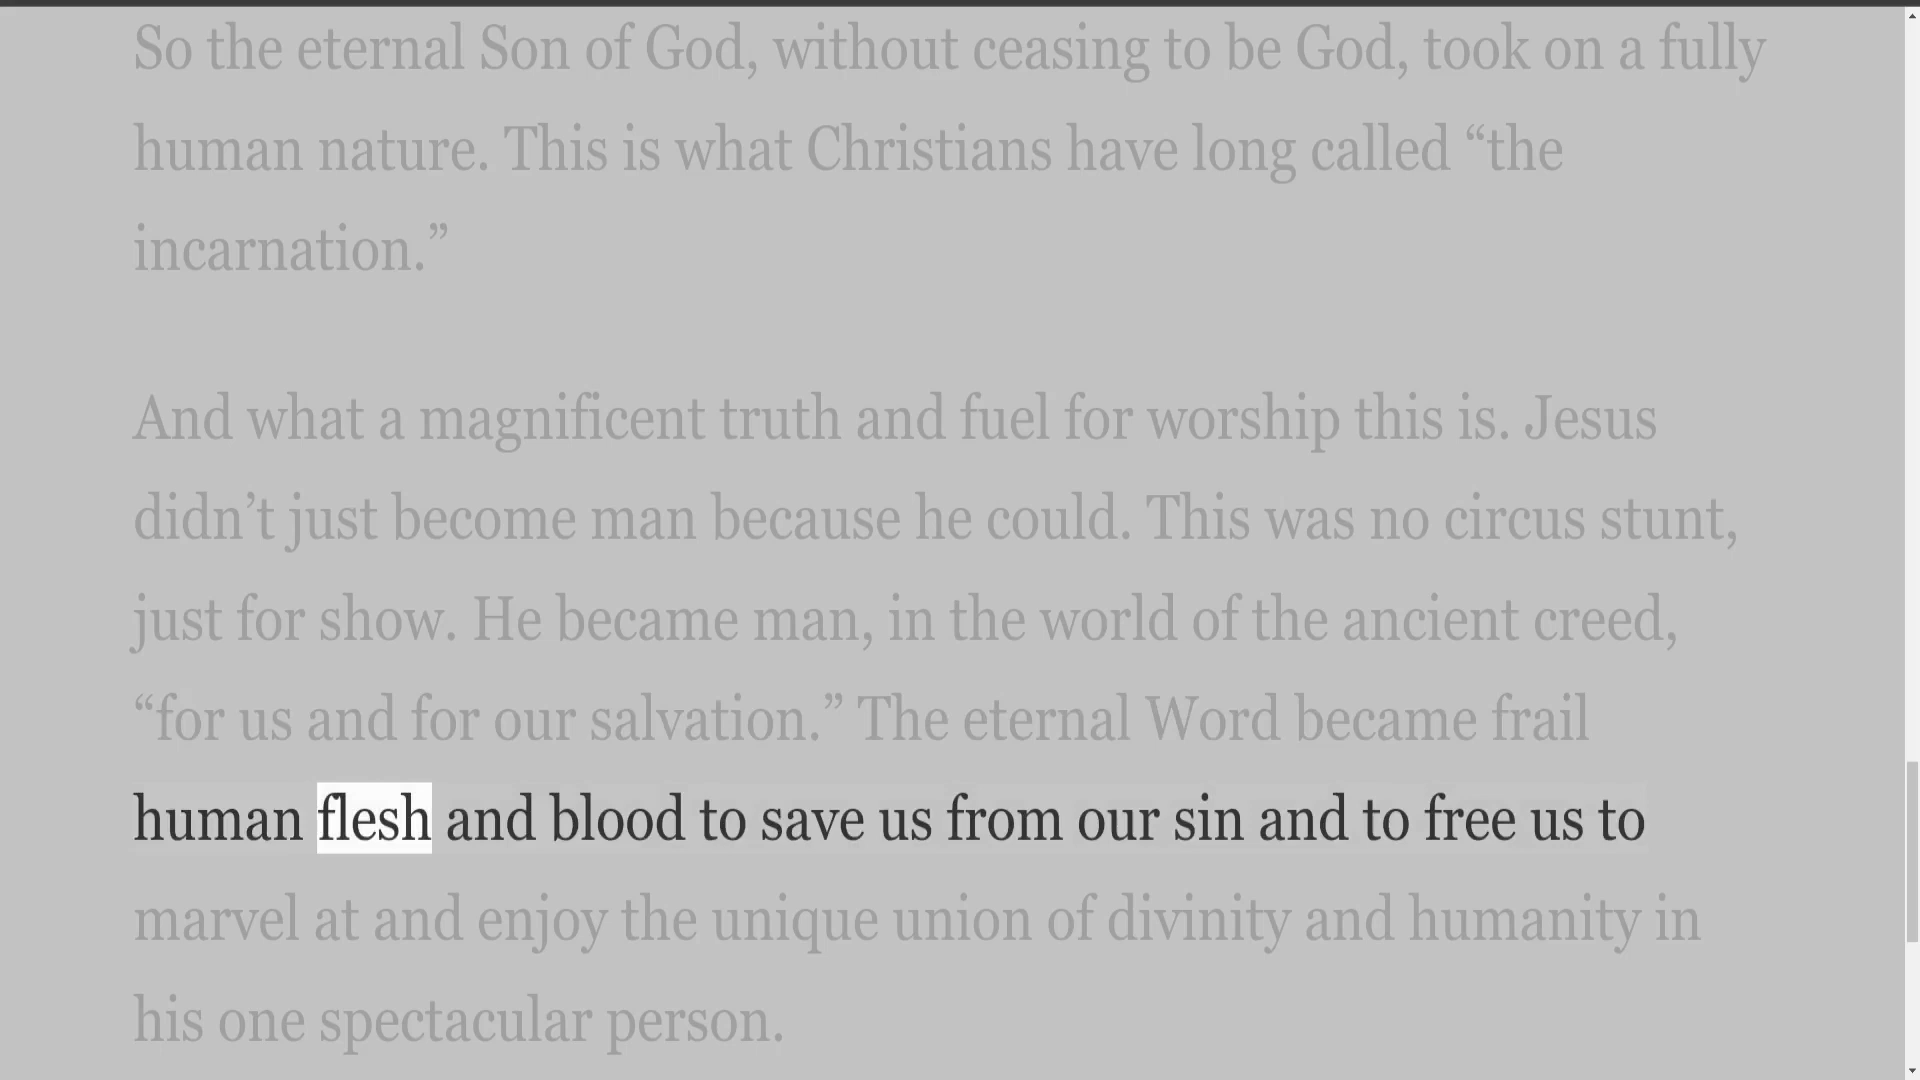 So the eternal Son of God, without ceasing to be God, took on a fully
human nature. This is what Christians have long called “the
incarnation.”
And what a magnificent truth and fuel for worship this is. Jesus
didn’t just become man because he could. This was no circus stunt,
just for show. He became man, in the world of the ancient creed,
“for us and for our salvation.” The eternal Word became frail
human flesh and blood to save us from our sin and to free us to
marvel at and enjoy the unique union of divinity and humanity in
his one spectacular person.